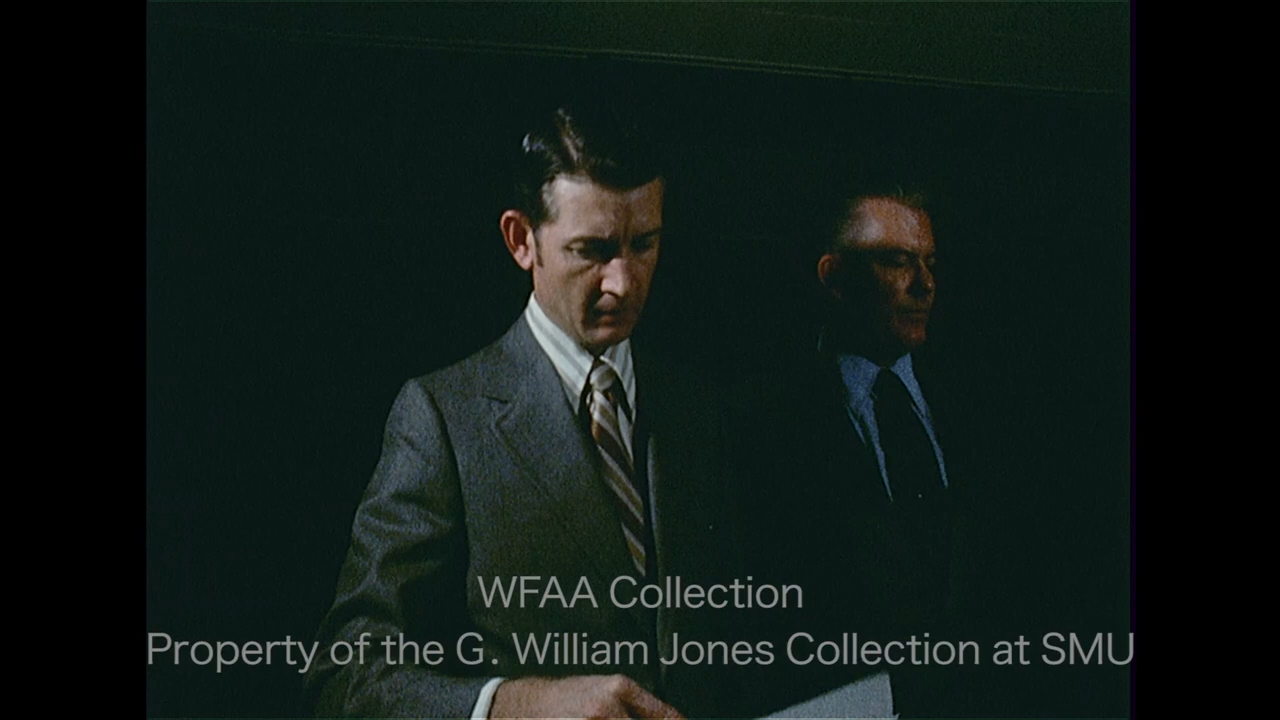 WFAA Collection
Property of the G. William Jones Collection at SMU